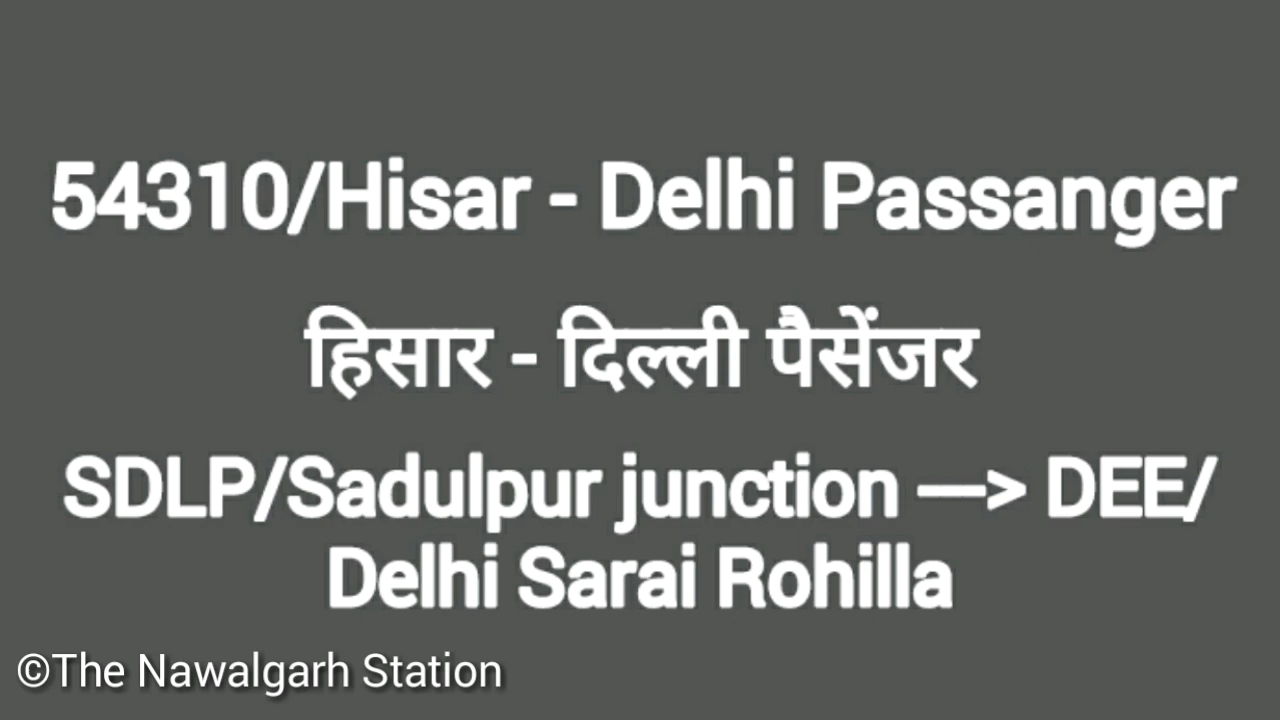 54310/Hisar - Delhi Passanger
हिसार - दिल्ली पैसेंजर
SDLP/Sadulpur junction —> DEE/
Delhi Sarai Rohilla
©The Nawalgarh Station